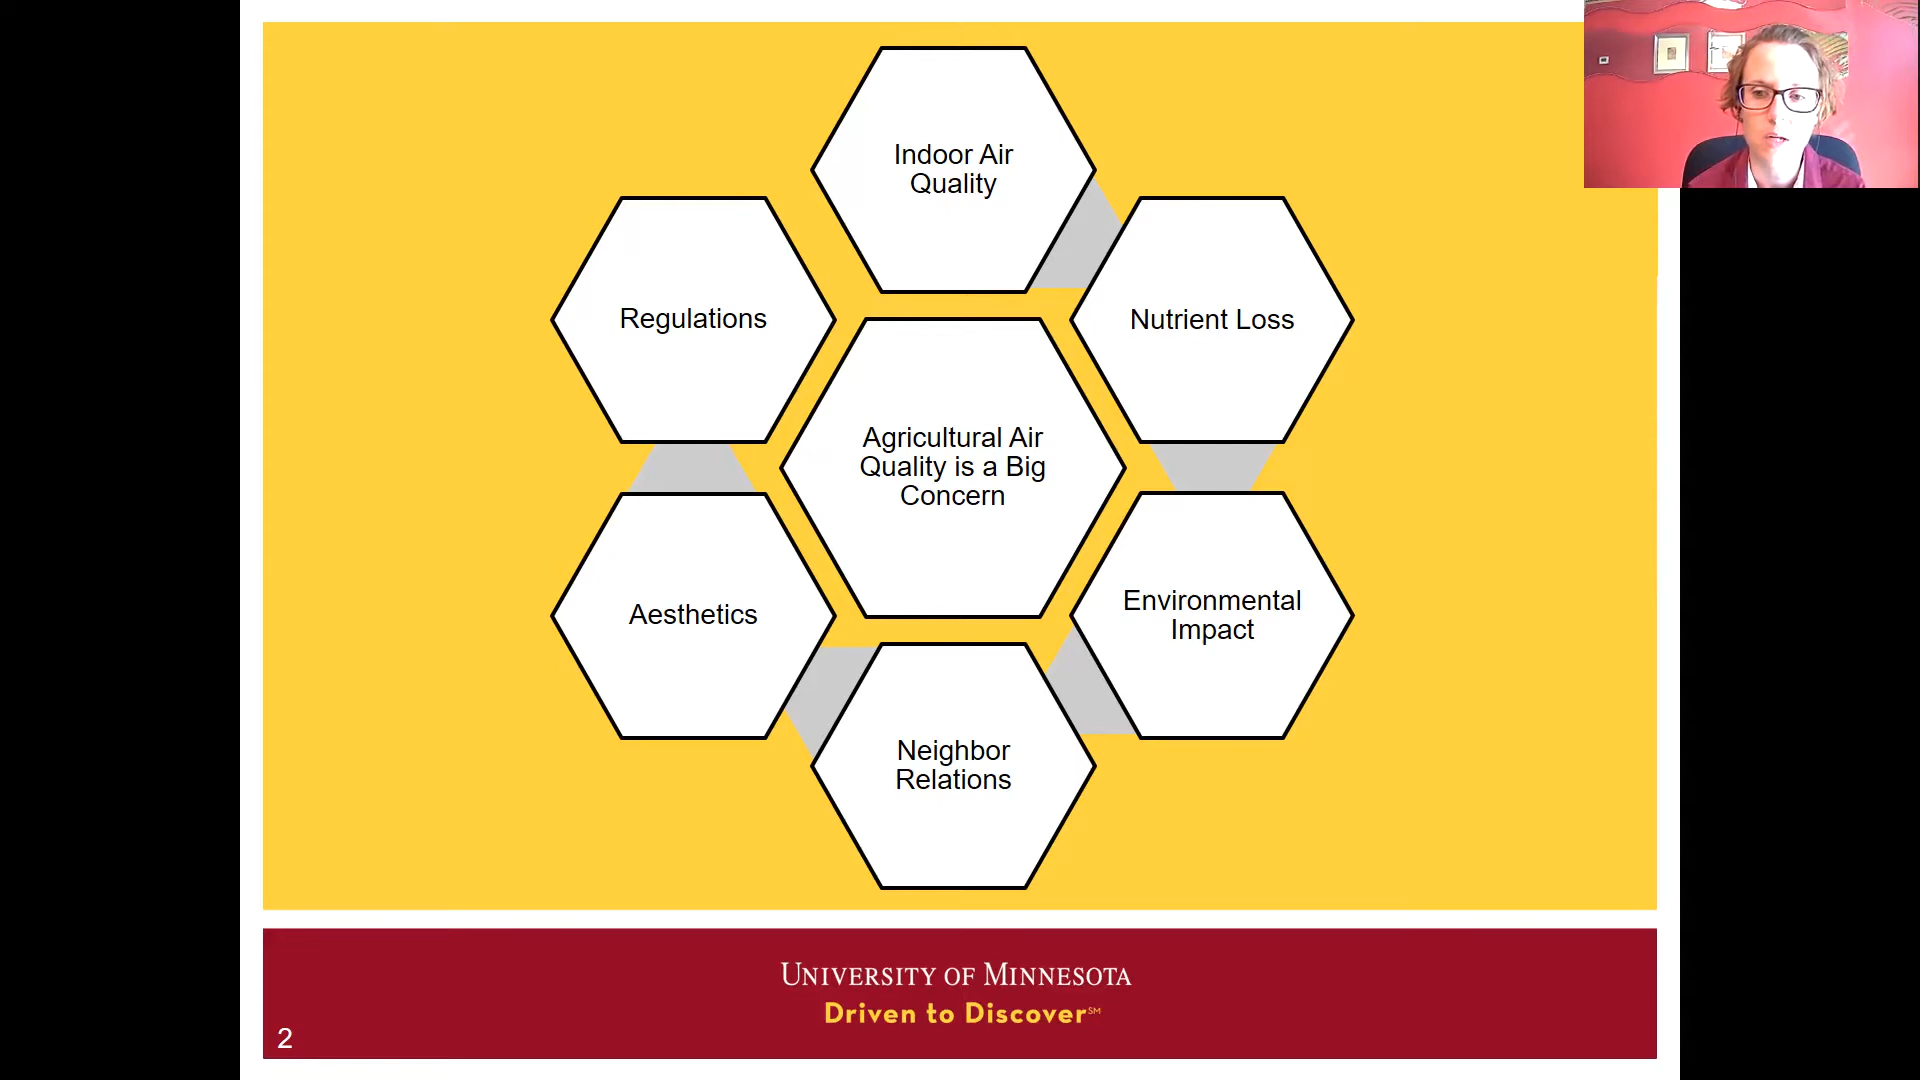 Indoor Air
Quality
Regulations
Nutrient Loss
Agricultural Air
Quality is a Big
Concern
Aesthetics
Environmental
Impact
Neighbor
Relations
UNIVERSITY OF MINNESOTA
Driven to Discover℠
2